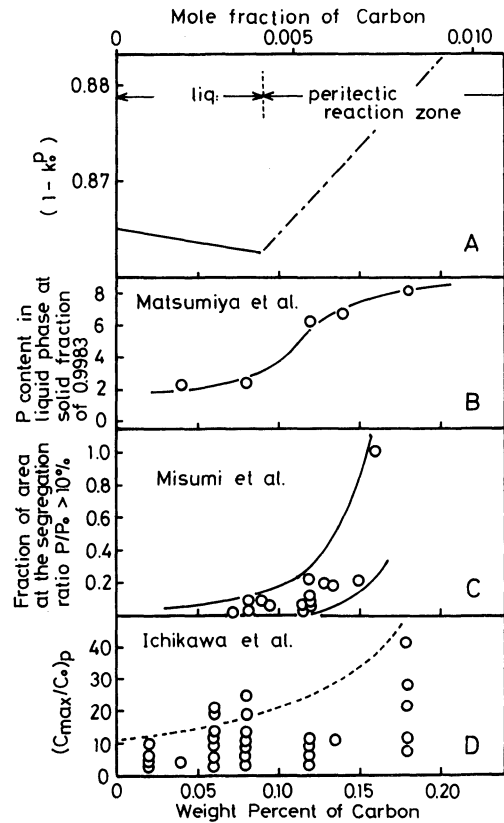 Mole fraction of Carbon
0 0.005 0.010
0.88
liq. peritectic
reaction zone
0.87
(1-k₀ᴾ)
A
8
Matsumiya et al.
6
4
2
0
P content in
liquid phase at
solid fraction
of 0.9983
B
1.0
Misumi et al.
0.8
0.6
0.4
0.2
Fraction of area
at the segregation
ratio P/P₀ >10%
C
Ichikawa et al.
40
30
20
10
0
(Cmax/C₀)p
D
0 0.05 0.10 0.15 0.20
Weight Percent of Carbon